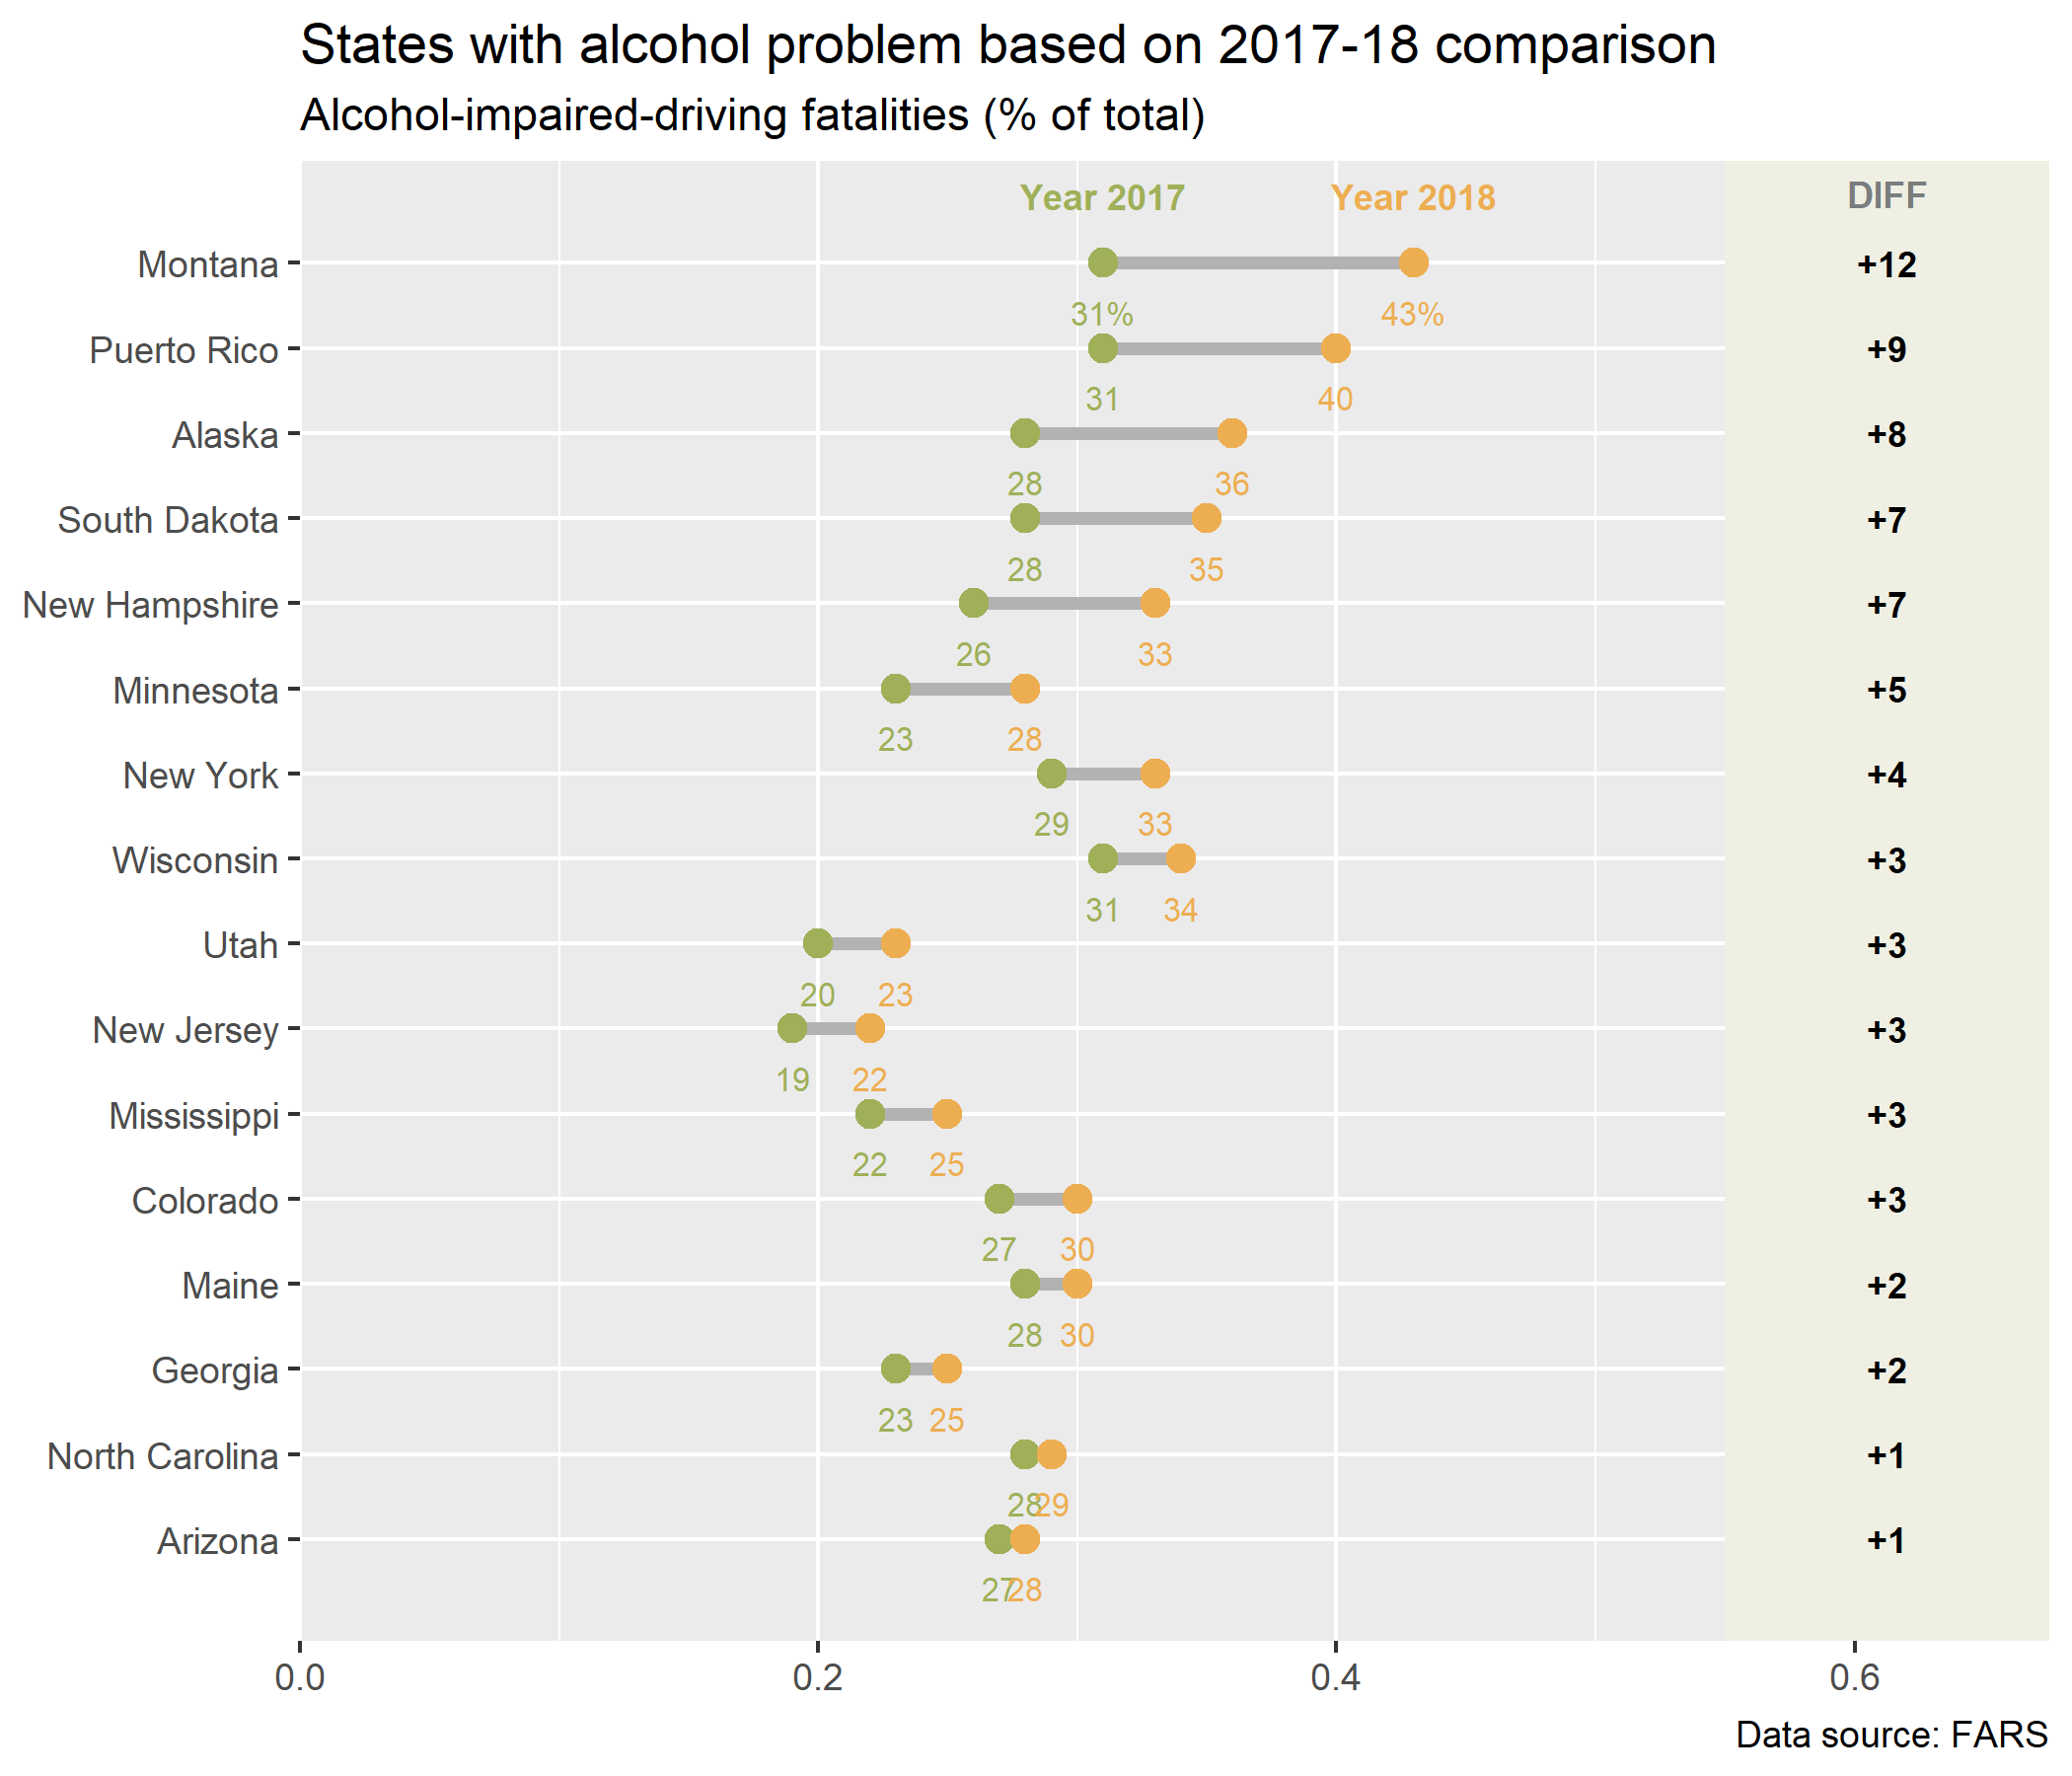 States with alcohol problem based on 2017-18 comparison
Alcohol-impaired-driving fatalities (% of total)
Year 2017 Year 2018 DIFF
Montana +12
31% 43%
Puerto Rico +9
31 40
Alaska +8
28 36
South Dakota +7
28 35
New Hampshire +7
26 33
Minnesota +5
23 28
New York +4
29 33
Wisconsin +3
31 34
Utah +3
20 23
New Jersey +3
19 22
Mississippi +3
22 25
Colorado +3
27 30
Maine +2
28 30
Georgia +2
23 25
North Carolina +1
28 29
Arizona +1
27 28
0.0 0.2 0.4 0.6
Data source: FARS